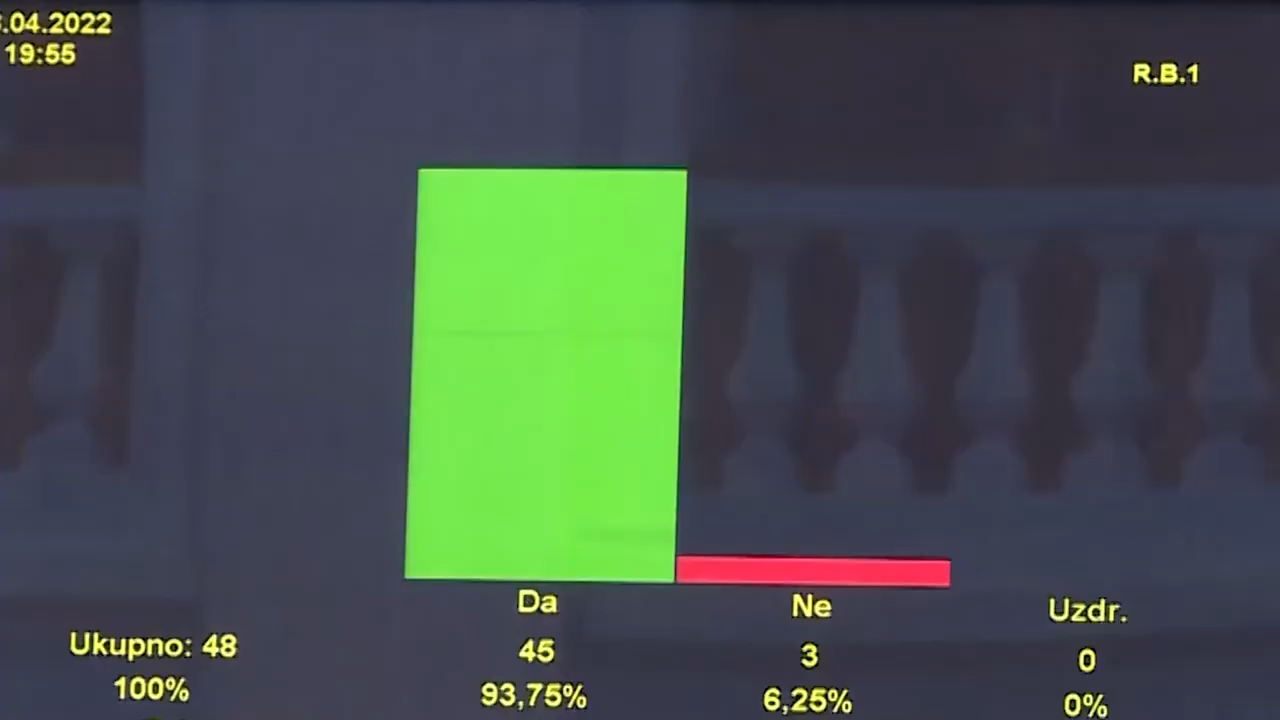 .04.2022
19:55
R.B.1
Da
Ne
Uzdr.
Ukupno: 48
45
3
0
100%
93,75%
6,25%
0%